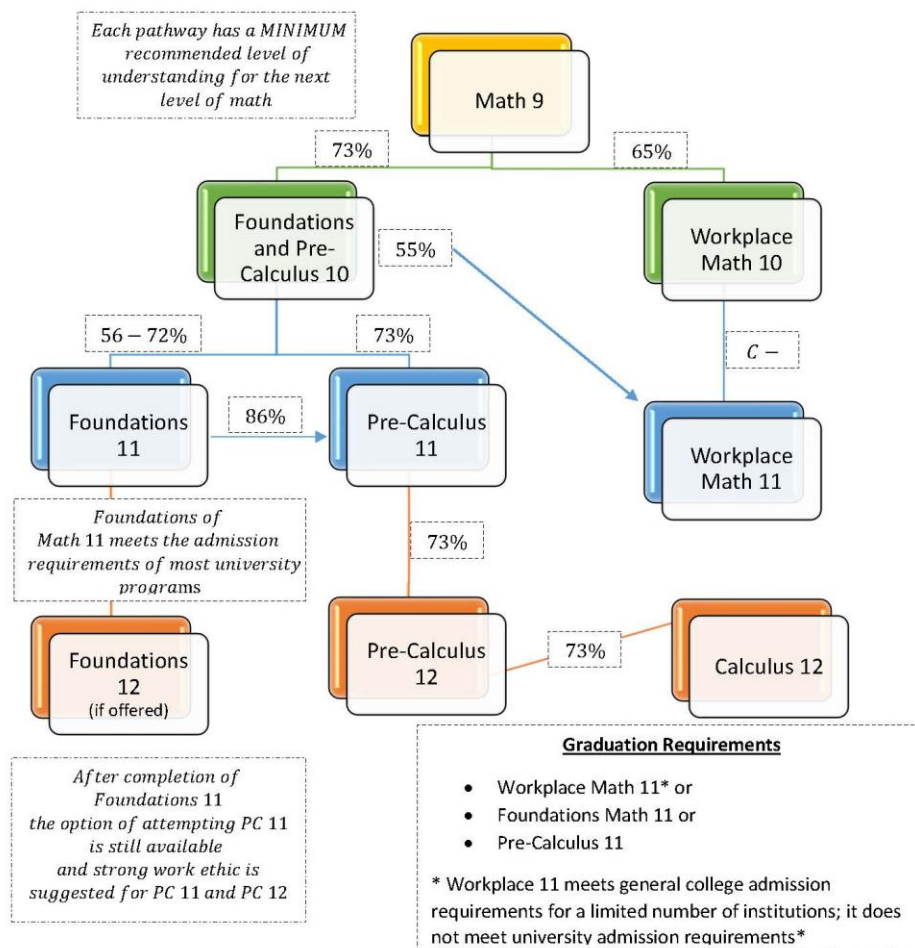 Each pathway has a MINIMUM
recommended level of
understanding for the next
level of math
Math 9
73%
65%
Foundations
and Pre-
Calculus 10
55%
Workplace
Math 10
56 – 72%
73%
C –
Foundations
11
86%
Pre-Calculus
11
Workplace
Math 11
Foundations of
Math 11 meets the admission
requirements of most university
programs
73%
Foundations
12
(if offered)
Pre-Calculus
12
73%
Calculus 12
After completion of
Foundations 11
the option of attempting PC 11
is still available
and strong work ethic is
suggested for PC 11 and PC 12
Graduation Requirements
• Workplace Math 11* or
• Foundations Math 11 or
• Pre-Calculus 11
* Workplace 11 meets general college admission
requirements for a limited number of institutions; it does
not meet university admission requirements*